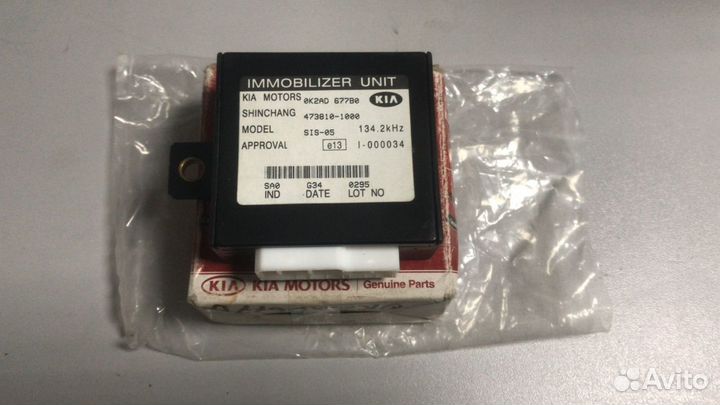 IMMOBILIZER UNIT
KIA MOTORS 0K2AD 677B0 KIA
SHINCHANG 473810-1000
MODEL SIS-05 134.2kHz
APPROVAL e13 I-000034
SA0 G34 0295
IND DATE LOT NO
KIA KIA MOTORS Genuine Parts
Avito